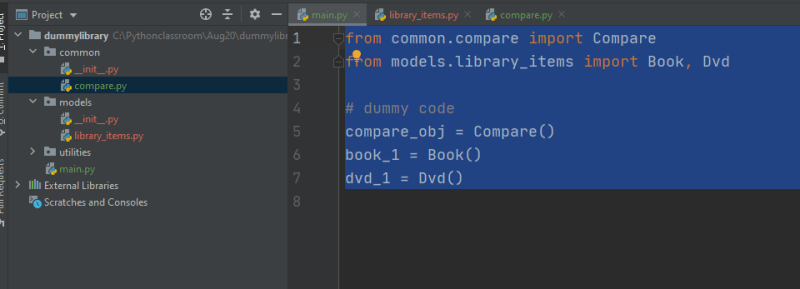 Project
main.py
library_items.py
compare.py
1: Project
dummylibrary C:\Pythonclassroom\Aug20\dummylib
common
__init__.py
compare.py
models
__init__.py
library_items.py
utilities
main.py
External Libraries
Scratches and Consoles
Commit
Pull Requests
1 from common.compare import Compare
2 from models.library_items import Book, Dvd
3
4 # dummy code
5 compare_obj = Compare()
6 book_1 = Book()
7 dvd_1 = Dvd()
8